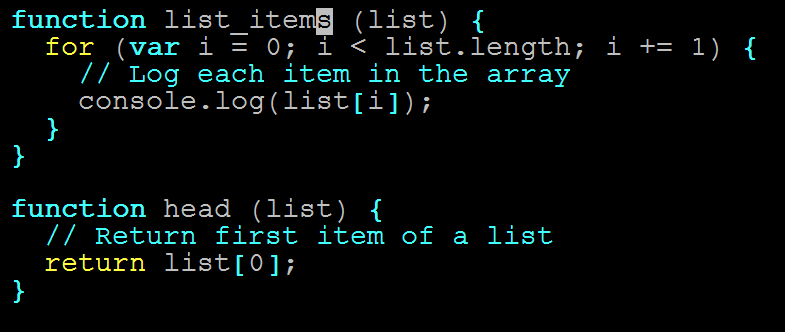 function list_items (list) {
  for (var i = 0; i < list.length; i += 1) {
    // Log each item in the array
    console.log(list[i]);
  }
}

function head (list) {
  // Return first item of a list
  return list[0];
}